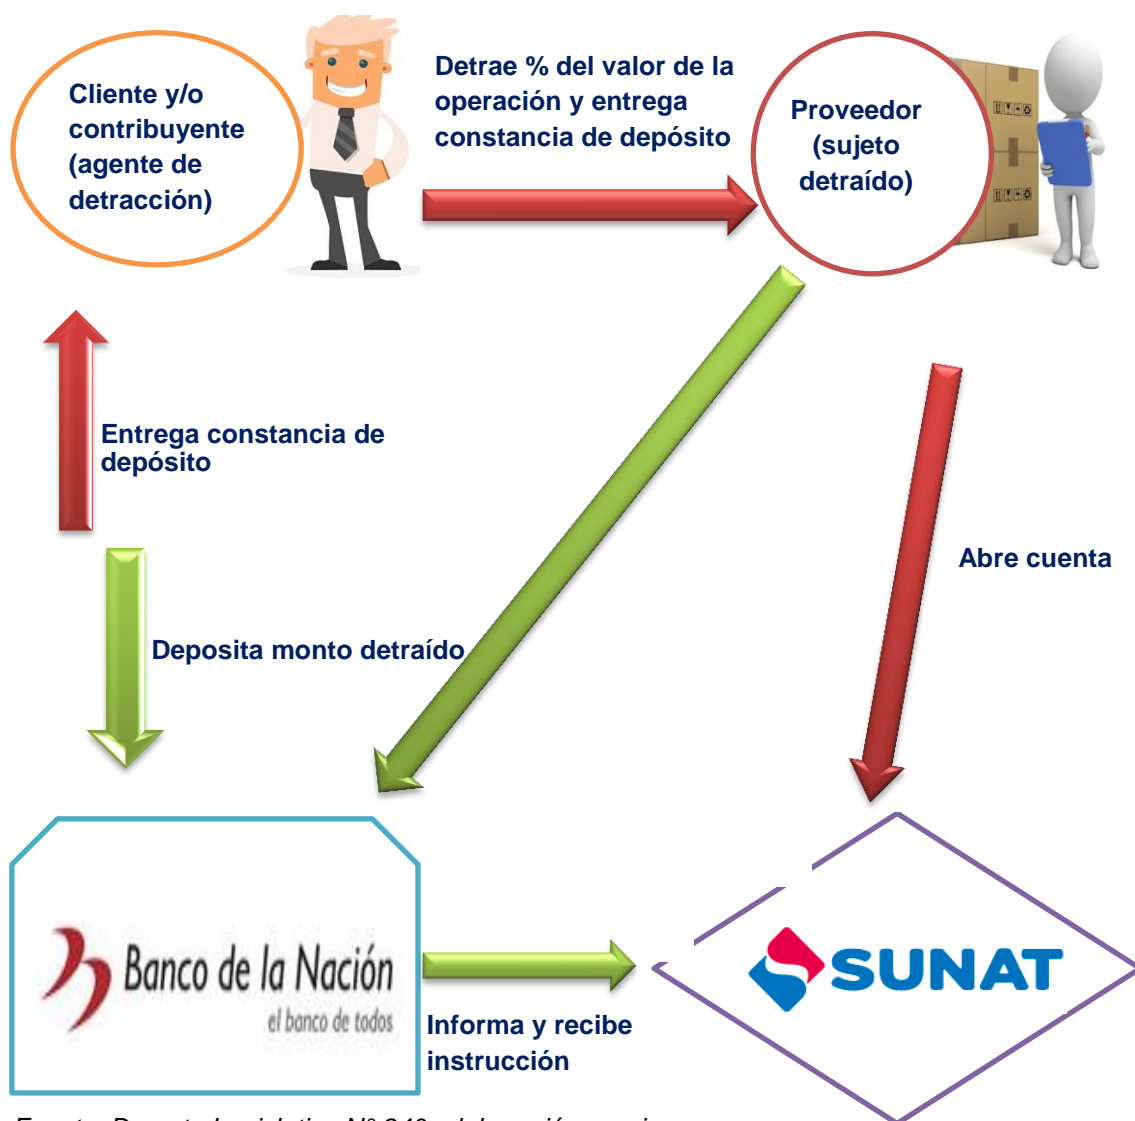 Cliente y/o
contribuyente
(agente de
detracción)
Detrae % del valor de la
operación y entrega
constancia de depósito
Proveedor
(sujeto
detraído)
Entrega constancia de
depósito
Abre cuenta
Deposita monto detraído
Banco de la Nación
el banco de todos
SUNAT
Informa y recibe
instrucción